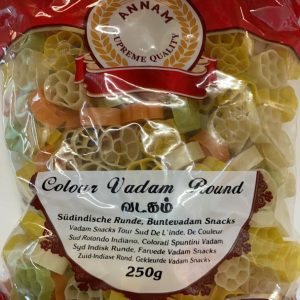 ANNAM
SUPREME QUALITY
Colour Vadam Round
வடகம்
Südindische Runde, Buntevadam Snacks
Vadam Snacks Tour Sud De L'inde, De Couleur
Sud Rotondo Indiano, Colorati Spuntini Vadam,
Syd Indisk Runde, Farvede Vadam Snacks
Zuid-Indiase Rond, Gekleurde Vadam Snacks
250g